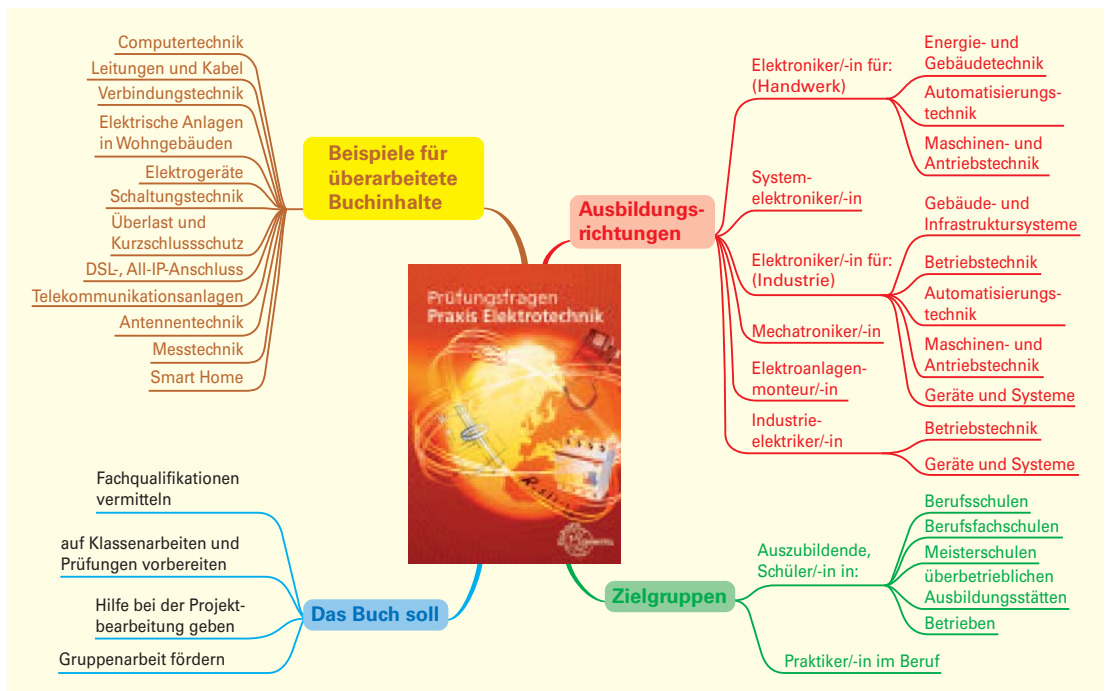 Computertechnik
Leitungen und Kabel
Verbindungstechnik
Elektrische Anlagen
in Wohngebäuden
Elektrogeräte
Schaltungstechnik
Überlast und
Kurzschlussschutz
DSL-, All-IP-Anschluss
Telekommunikationsanlagen
Antennentechnik
Messtechnik
Smart Home
Beispiele für
überarbeitete
Buchinhalte
Ausbildungs-
richtungen
Elektroniker/-in für:
(Handwerk)
Energie- und
Gebäudetechnik
Automatisierungs-
technik
Maschinen- und
Antriebstechnik
System-
elektroniker/-in
Elektroniker/-in für:
(Industrie)
Gebäude- und
Infrastruktursysteme
Betriebstechnik
Automatisierungs-
technik
Maschinen- und
Antriebstechnik
Geräte und Systeme
Mechatroniker/-in
Elektroanlagen-
monteur/-in
Industrie-
elektriker/-in
Betriebstechnik
Geräte und Systeme
Prüfungsfragen
Praxis Elektrotechnik
Das Buch soll
Fachqualifikationen
vermitteln
auf Klassenarbeiten und
Prüfungen vorbereiten
Hilfe bei der Projekt-
bearbeitung geben
Gruppenarbeit fördern
Zielgruppen
Auszubildende,
Schüler/-in in:
Berufsschulen
Berufsfachschulen
Meisterschulen
überbetrieblichen
Ausbildungsstätten
Betrieben
Praktiker/-in im Beruf